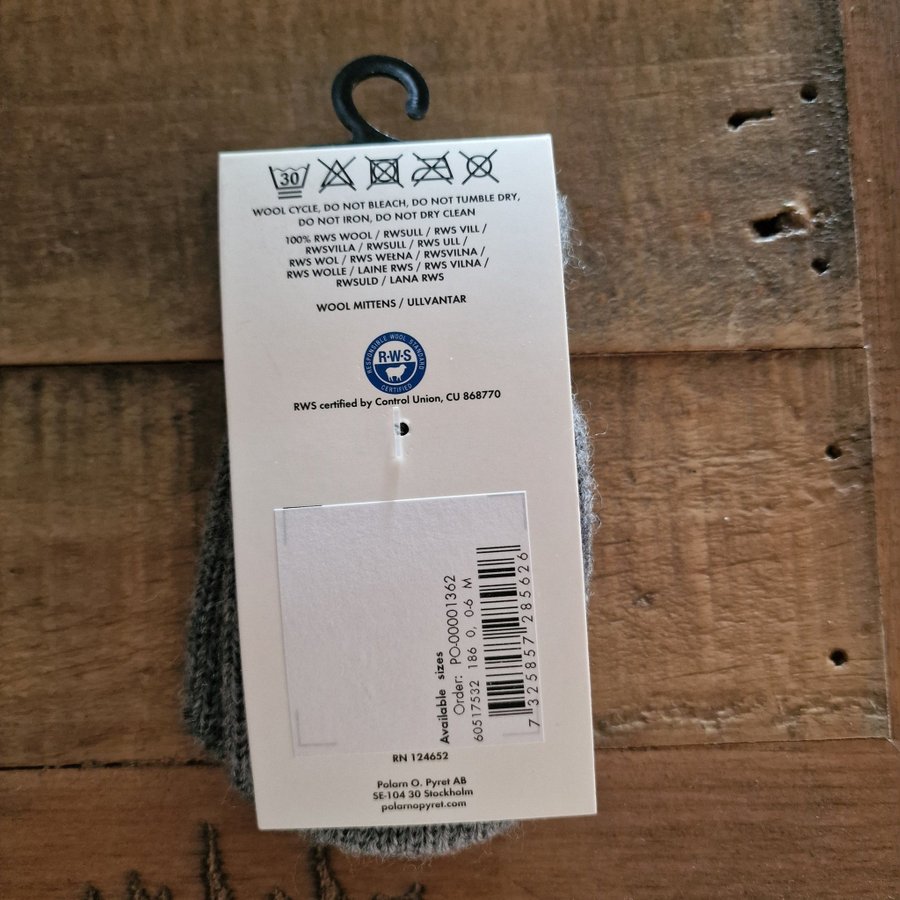 30
WOOL CYCLE, DO NOT BLEACH, DO NOT TUMBLE DRY,
DO NOT IRON, DO NOT DRY CLEAN
100% RWS WOOL / RWSULL / RWS VILL /
RWSVILLA / RWSULL / RWS ULL /
RWS WOL / RWS WEŁNA / RWSVILNA /
RWS WOLLE / LAINE RWS / RWS VILNA /
RWSULD / LANA RWS
WOOL MITTENS / ULLVANTAR
RESPONSIBLE WOOL STANDARD
R·W·S
CERTIFIED
RWS certified by Control Union, CU 868770
Available sizes
Order: PO-00001362
60517532 186 0, 0-6 M
7 325857 285626
RN 124652
Polarn O. Pyret AB
SE-104 30 Stockholm
polarnopyret.com